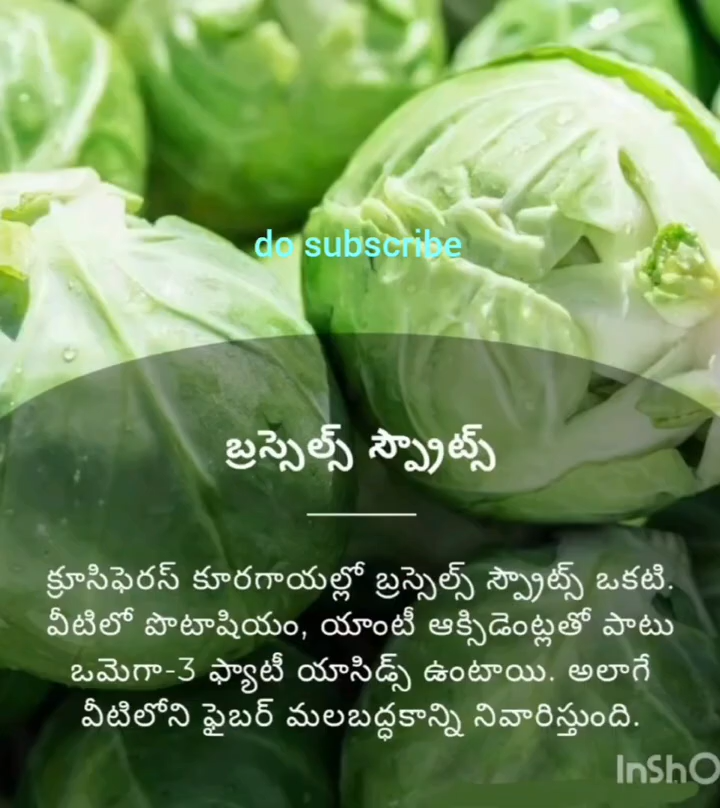 do subscribe
బ్రస్సెల్స్ స్ప్రౌట్స్
క్రూసిఫెరస్ కూరగాయల్లో బ్రస్సెల్స్ స్ప్రౌట్స్ ఒకటి.
వీటిలో పొటాషియం, యాంటీ ఆక్సిడెంట్లతో పాటు
ఒమెగా-3 ఫ్యాటీ యాసిడ్స్ ఉంటాయి. అలాగే
వీటిలోని ఫైబర్ మలబద్ధకాన్ని నివారిస్తుంది.
InShO